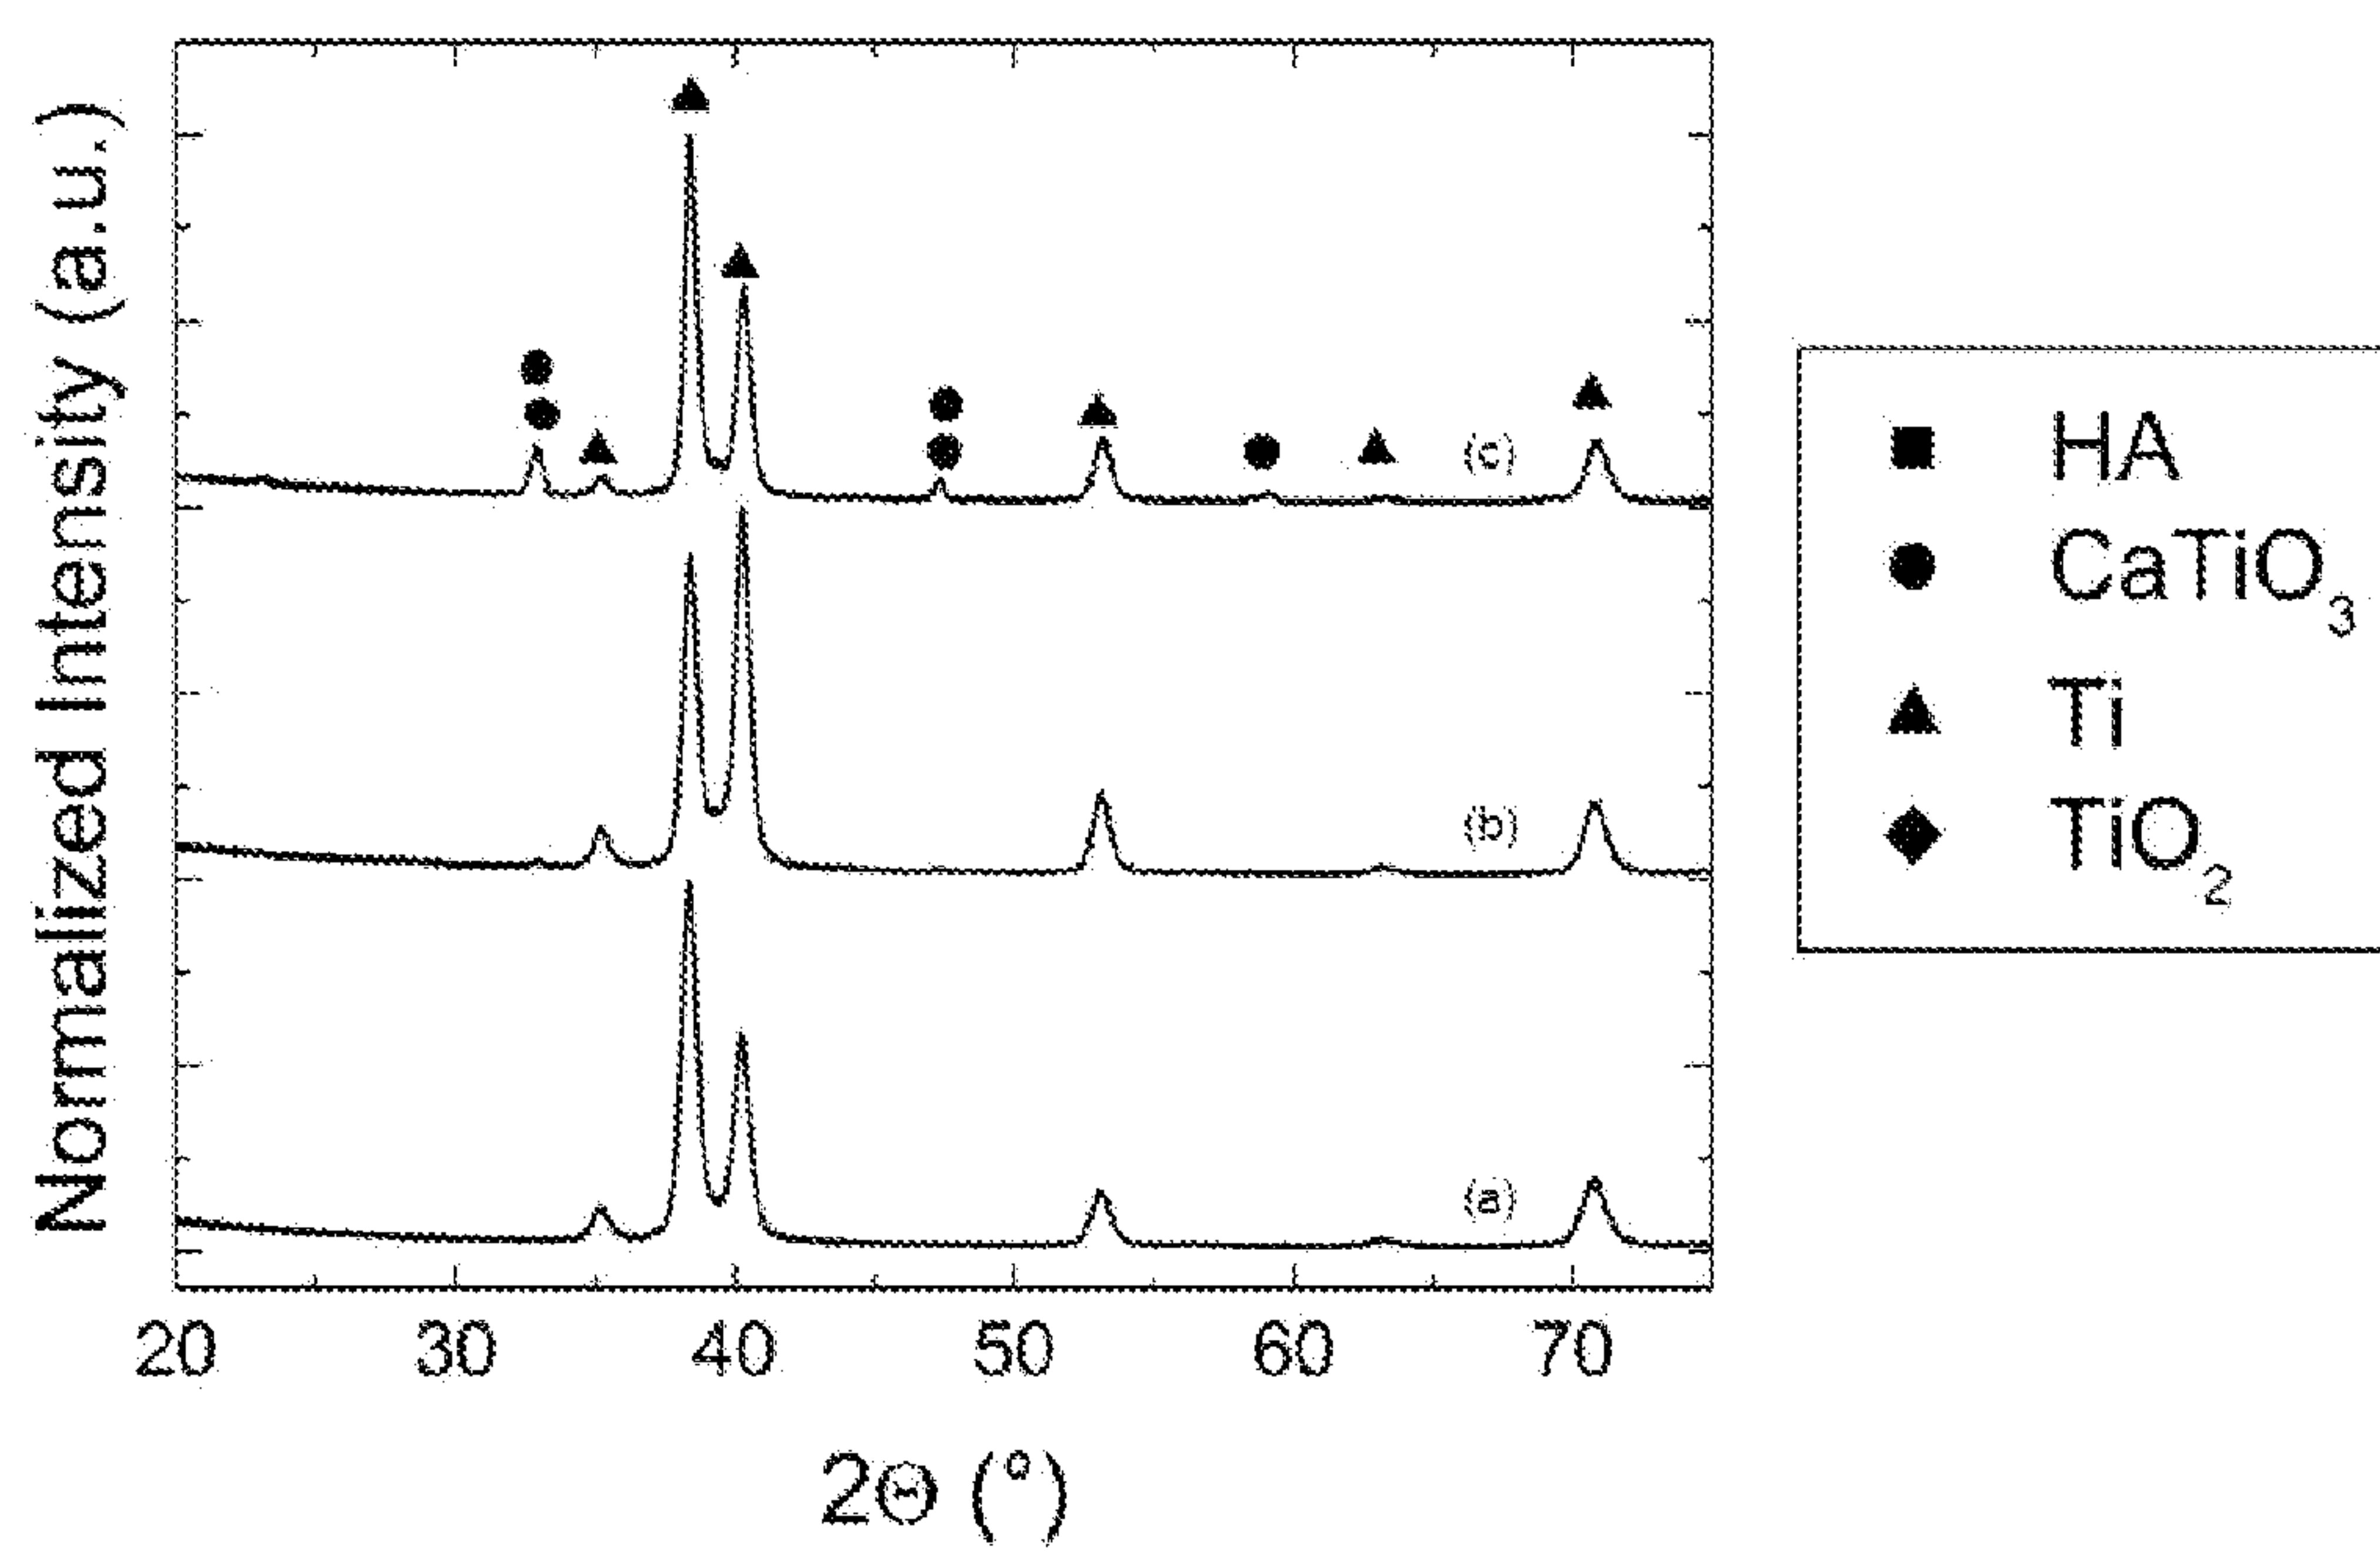 Normalized Intensity (a.u.)
(c)
(b)
(a)
20 30 40 50 60 70
2Θ (°)
HA
CaTiO₃
Ti
TiO₂